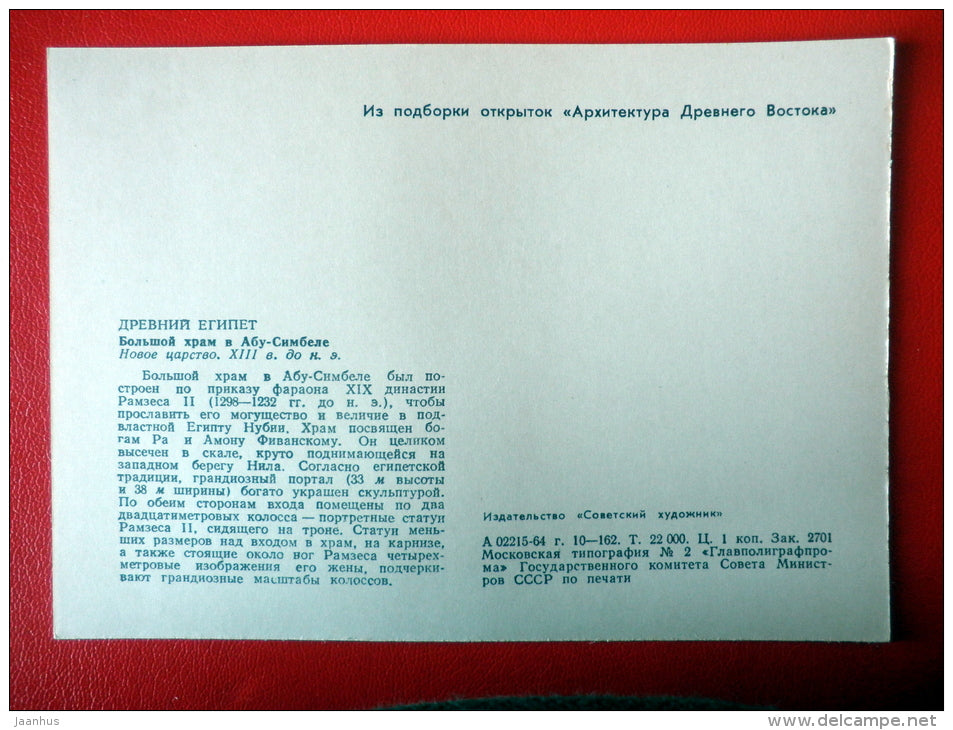 Из подборки открыток «Архитектура Древнего Востока»
ДРЕВНИЙ ЕГИПЕТ
Большой храм в Абу-Симбеле
Новое царство. XIII в. до н. э.
Большой храм в Абу-Симбеле был по-
строен по приказу фараона XIX династии
Рамзеса II (1298—1232 гг. до н. э.), чтобы
прославить его могущество и величие в под-
властной Египту Нубии. Храм посвящен бо-
гам Ра и Амону Фиванскому. Он целиком
высечен в скале, круто поднимающейся на
западном берегу Нила. Согласно египетской
традиции, грандиозный портал (33 м высоты
и 38 м ширины) богато украшен скульптурой.
По обеим сторонам входа помещены по два
двадцатиметровых колосса — портретные статуи
Рамзеса II, сидящего на троне. Статуи мень-
ших размеров над входом в храм, на карнизе,
а также стоящие около ног Рамзеса четырех-
метровые изображения его жены, подчерки-
вают грандиозные масштабы колоссов.
Издательство «Советский художник»
А 02215-64 г. 10—162. Т. 22 000. Ц. 1 коп. Зак. 2701
Московская типография № 2 «Главполиграфпро-
ма» Государственного комитета Совета Минист-
ров СССР по печати
Jaanhus
www.delcampe.net